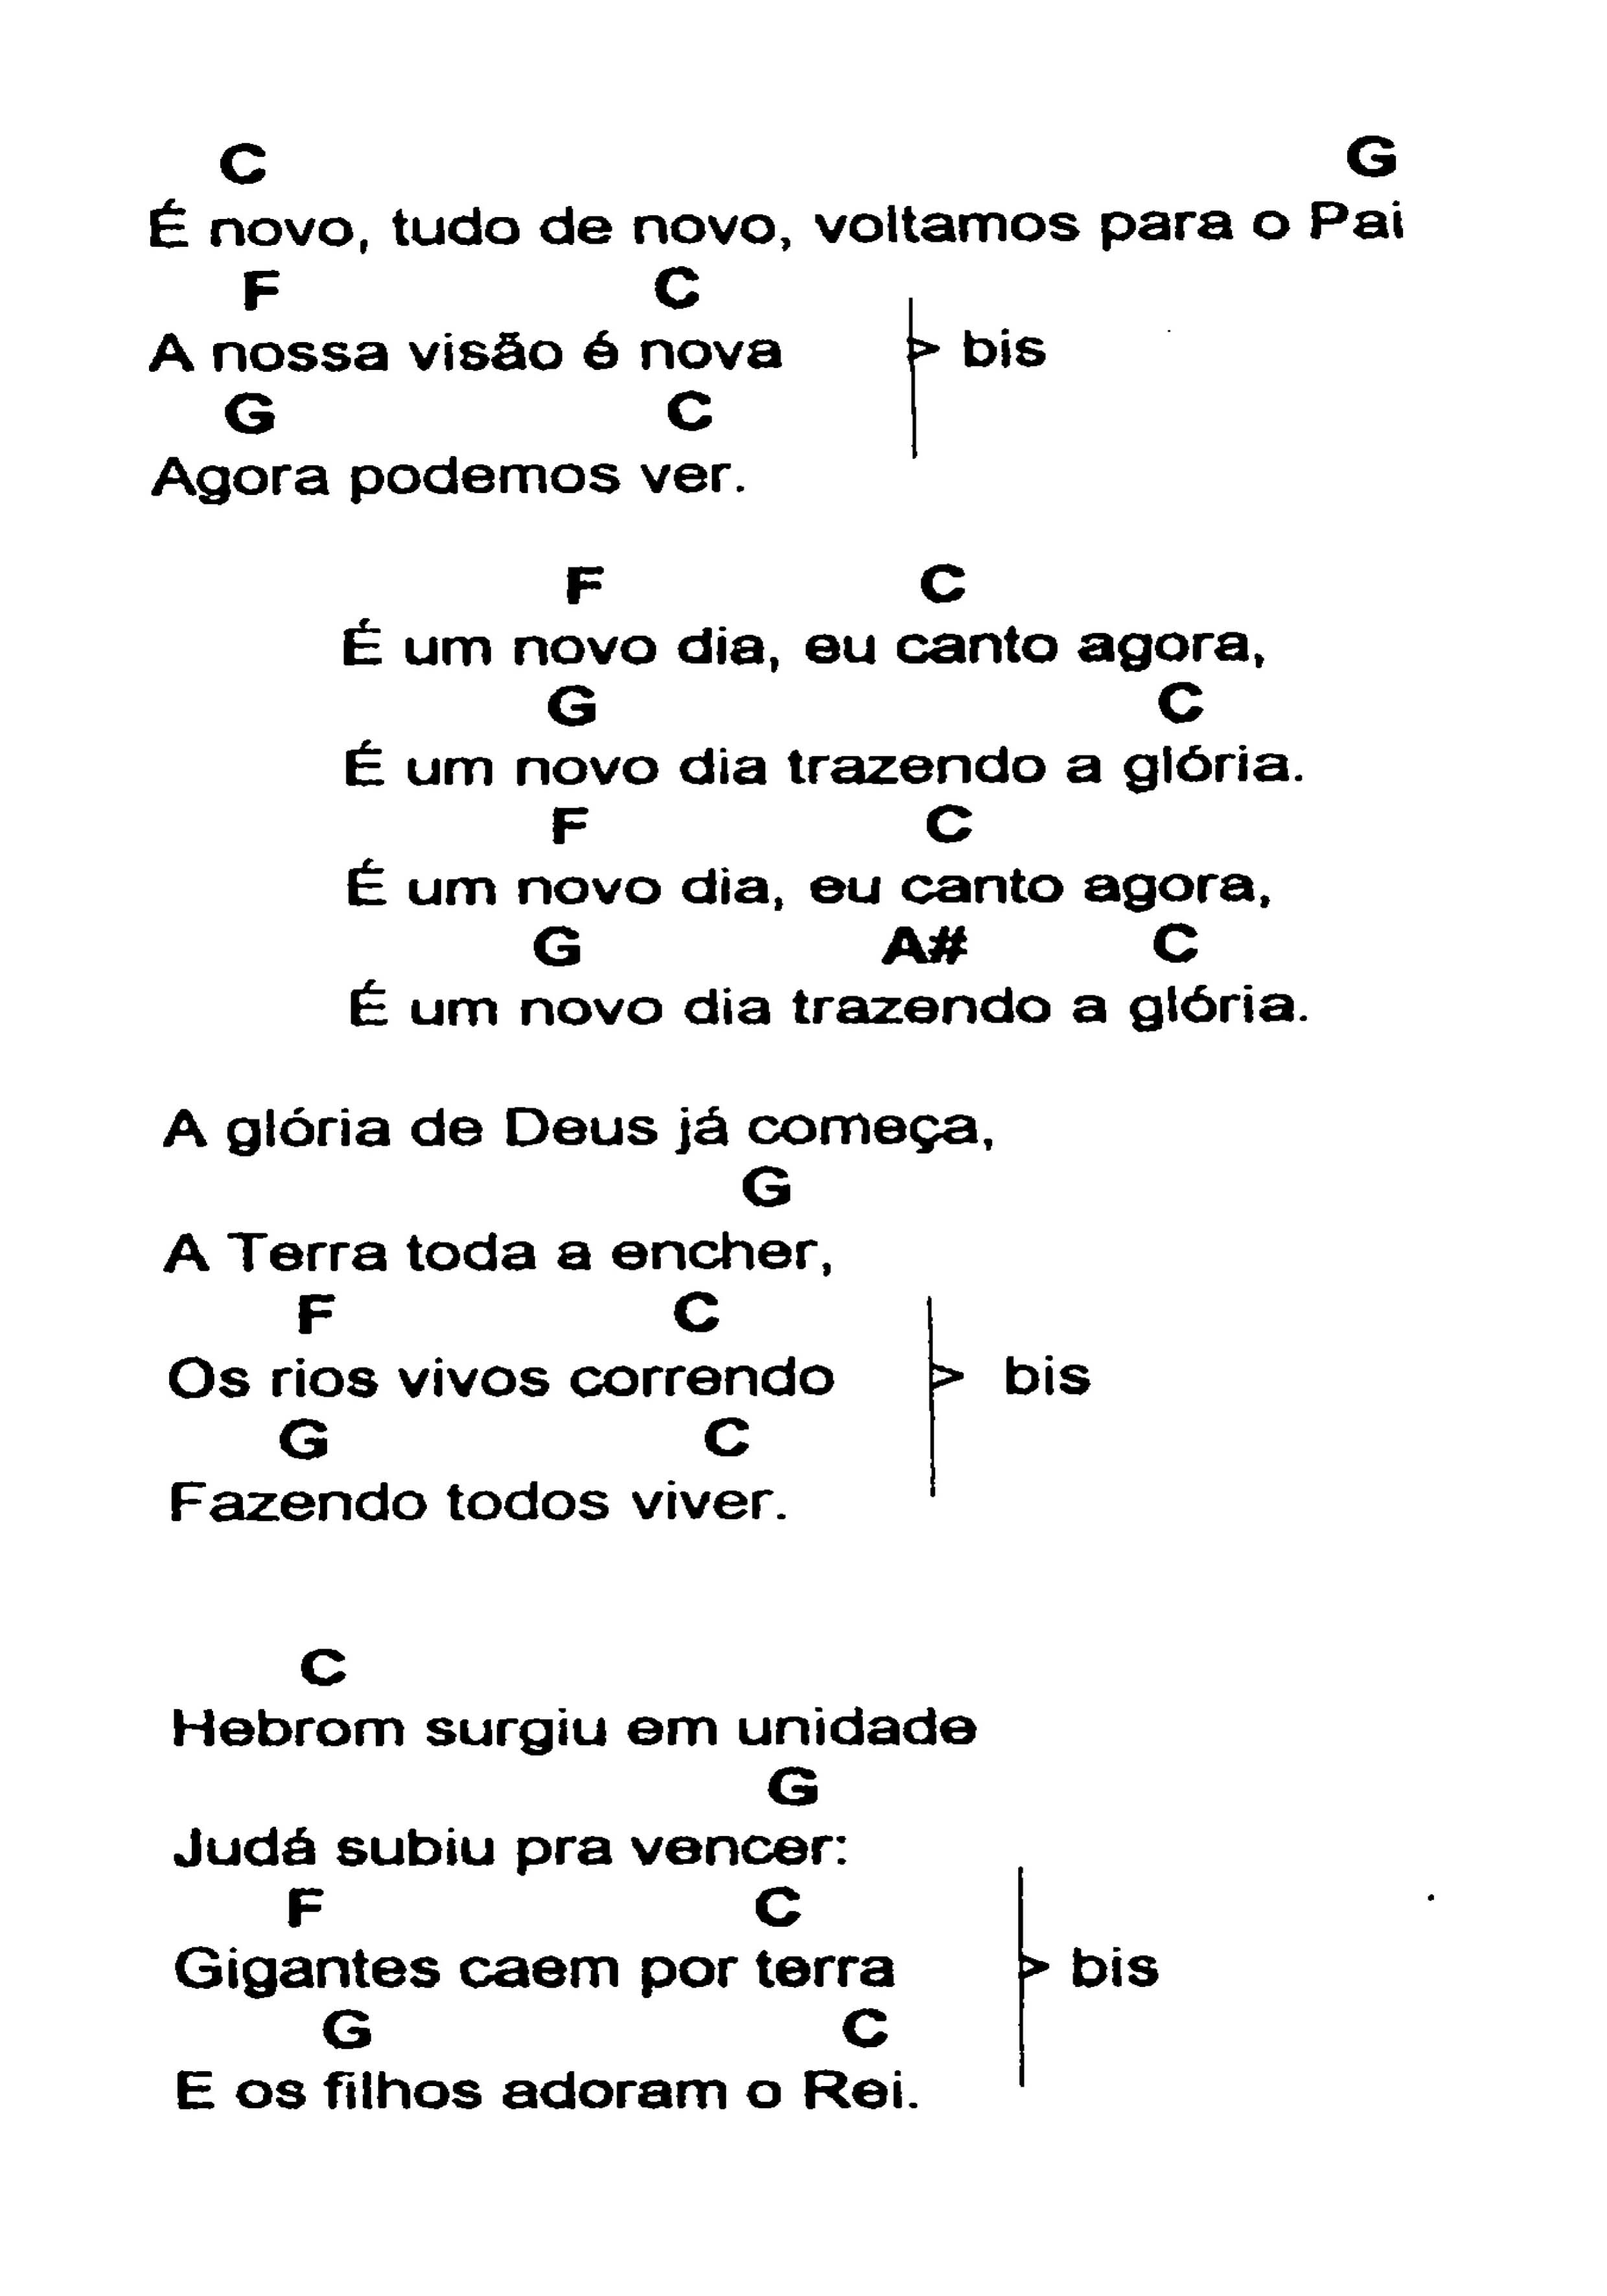 C G
É novo, tudo de novo, voltamos para o Pai
F C
A nossa visão é nova bis
G C
Agora podemos ver.
F C
É um novo dia, eu canto agora,
G C
É um novo dia trazendo a glória.
F C
É um novo dia, eu canto agora,
G A# C
É um novo dia trazendo a glória.
A glória de Deus já começa,
G
A Terra toda a encher,
F C
Os rios vivos correndo bis
G C
Fazendo todos viver.
C
Hebrom surgiu em unidade
G
Judá subiu pra vencer:
F C
Gigantes caem por terra bis
G C
E os filhos adoram o Rei.